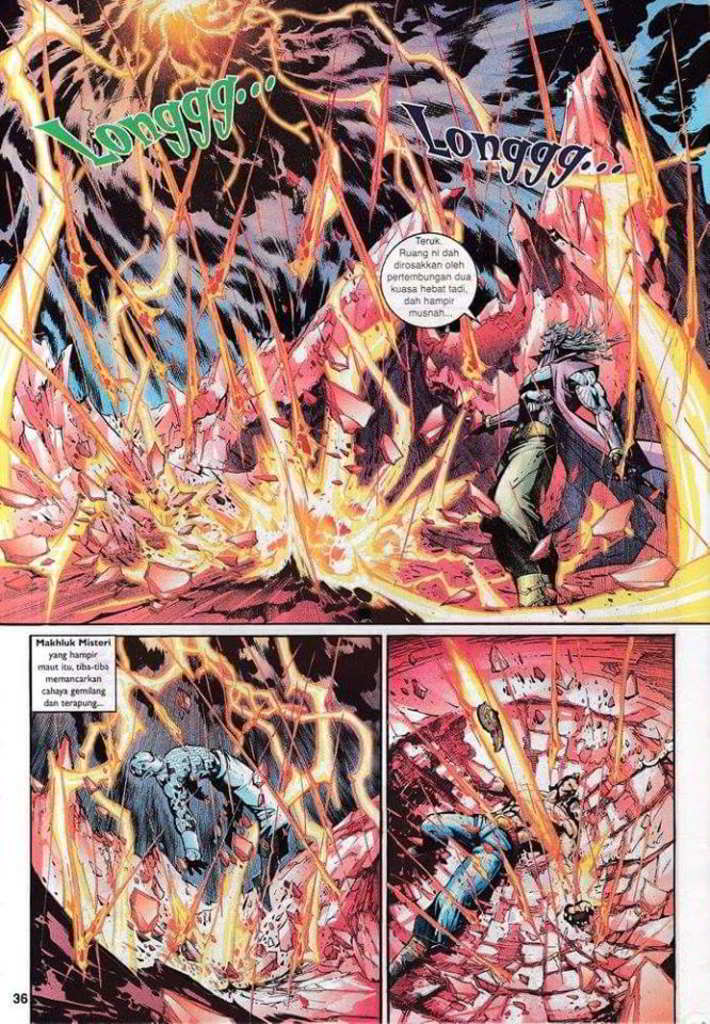 Longgg...
Longgg...
Teruk.
Ruang ni dah
dirosakkan oleh
pertembungan dua
kuasa hebat tadi,
dah hampir
musnah...
Makhluk Misteri
yang hampir
maut itu, tiba-tiba
memancarkan
cahaya gemilang
dan terapung...
36